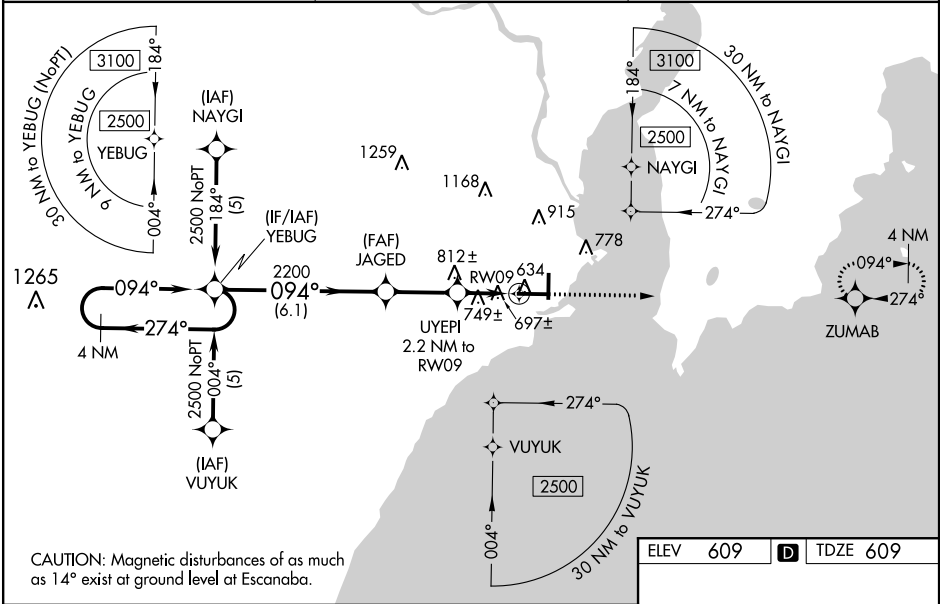 30 NM to YEBUG (NoPT)
9 NM to YEBUG
3100
184°
2500
YEBUG
004°
(IAF)
NAYGI
2500 NoPT
184°
(5)
(IF/IAF)
YEBUG
1265
094°
274°
4 NM
2500 NoPT
004°
(5)
(IAF)
VUYUK
2200
094°
(6.1)
(FAF)
JAGED
1259
1168
915
778
812±
RW09
634
749±
697±
UYEPI
2.2 NM to
RW09
3100
184°
30 NM to NAYGI
7 NM to NAYGI
2500
NAYGI
274°
4 NM
094°
274°
ZUMAB
274°
VUYUK
2500
004°
30 NM to VUYUK
CAUTION: Magnetic disturbances of as much
as 14° exist at ground level at Escanaba.
ELEV 609 D TDZE 609